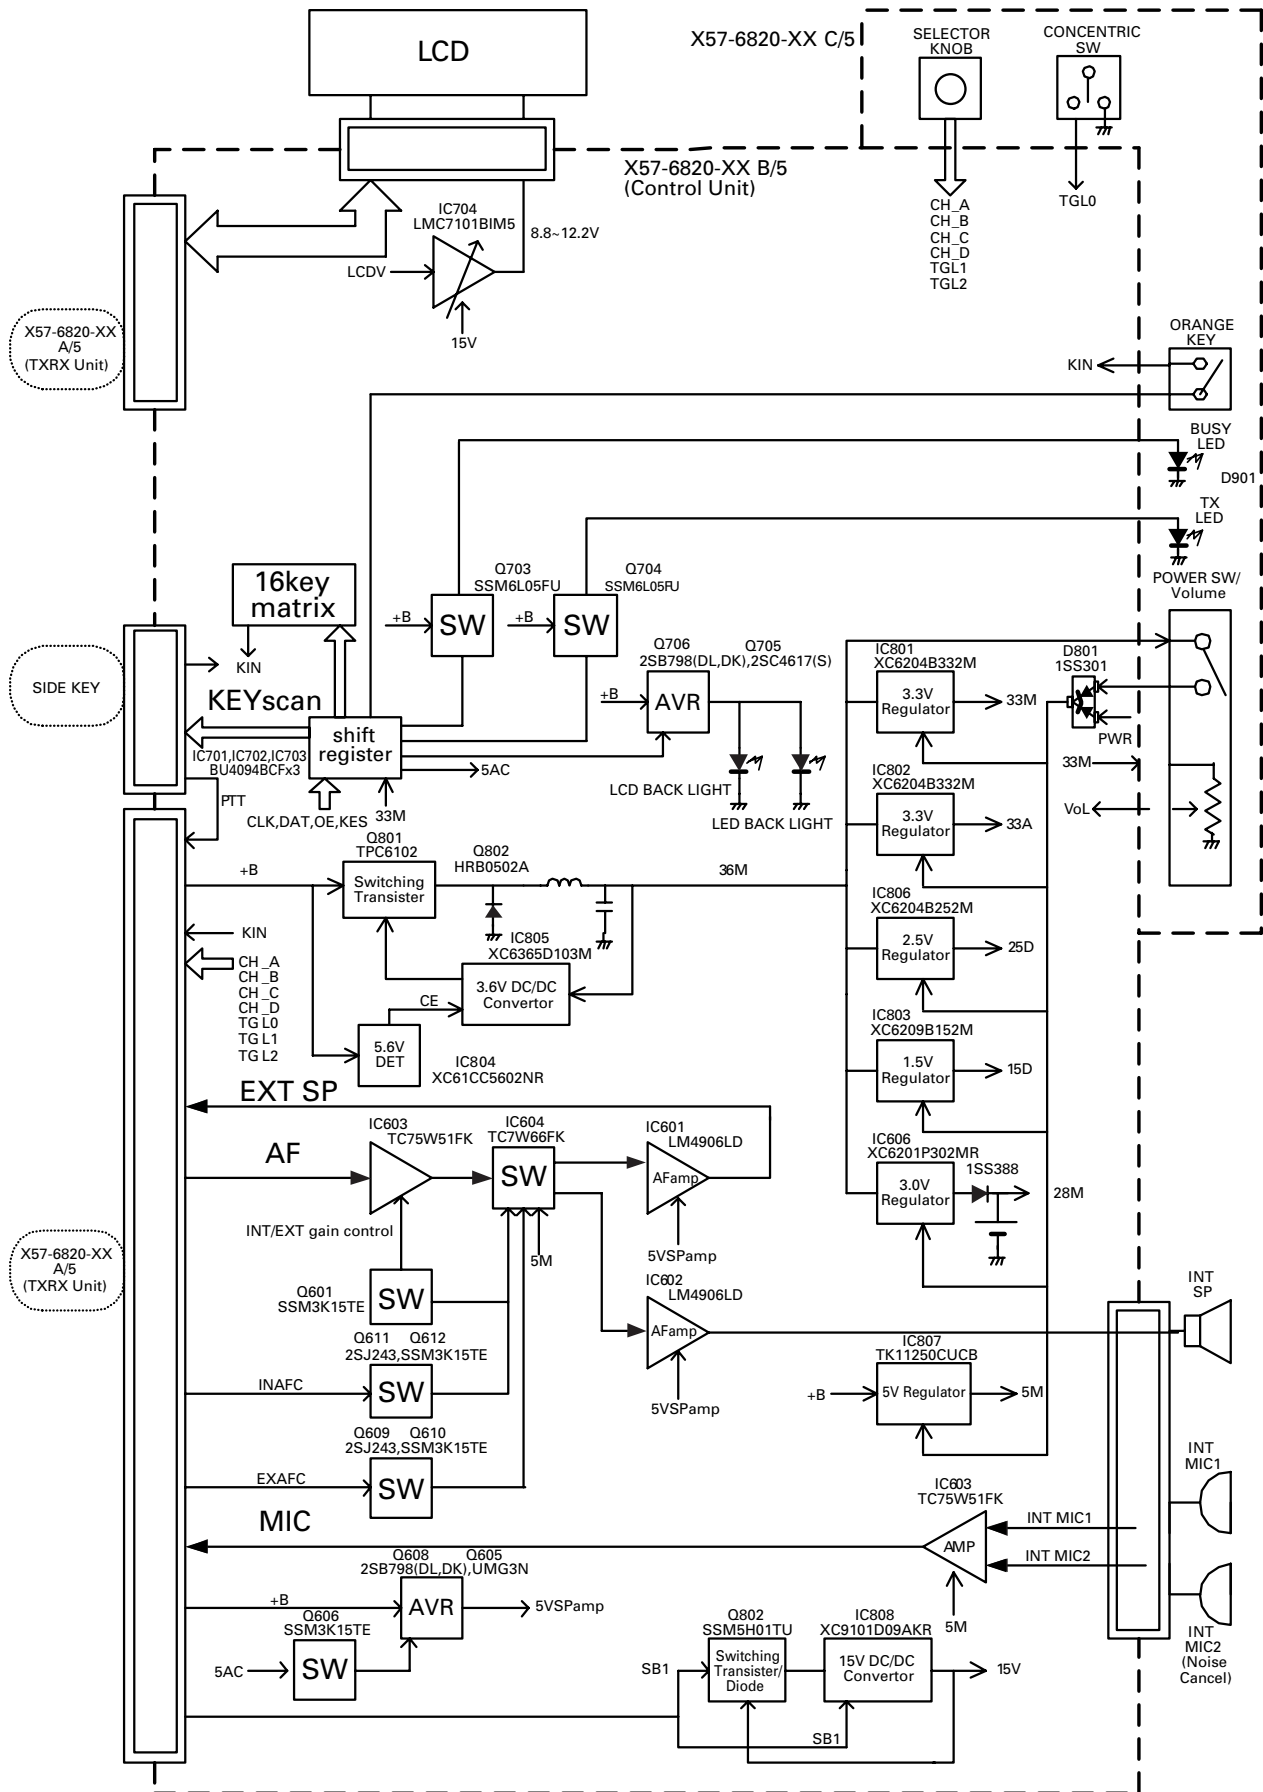 LCD
X57-6820-XX C/5
SELECTOR
KNOB
CONCENTRIC
SW
X57-6820-XX B/5
(Control Unit)
CH_A
CH_B
CH_C
CH_D
TGL1
TGL2
TGL0
IC704
LMC7101BIM5
8.8~12.2V
LCDV
15V
X57-6820-XX
A/5
(TXRX Unit)
ORANGE
KEY
KIN
BUSY
LED
D901
TX
LED
POWER SW/
Volume
16key
matrix
KIN
Q703
SSM6L05FU
+B
SW
Q704
SSM6L05FU
+B
SW
SIDE KEY
KEYscan
shift
register
IC701,IC702,IC703
BU4094BCFx3
PTT
CLK,DAT,OE,KES
33M
5AC
Q706 Q705
2SB798(DL,DK),2SC4617(S)
+B
AVR
LCD BACK LIGHT
LED BACK LIGHT
IC801
XC6204B332M
3.3V
Regulator
33M
D801
1SS301
PWR
33M
VoL
IC802
XC6204B332M
3.3V
Regulator
33A
+B
Q801
TPC6102
Switching
Transister
Q802
HRB0502A
36M
KIN
CH_A
CH_B
CH_C
CH_D
TGL0
TGL1
TGL2
IC805
XC6365D103M
3.6V DC/DC
Convertor
CE
5.6V
DET
IC804
XC61CC5602NR
IC806
XC6204B252M
2.5V
Regulator
25D
IC803
XC6209B152M
1.5V
Regulator
15D
EXT SP
AF
IC603
TC75W51FK
IC604
TC7W66FK
SW
IC601
LM4906LD
AFamp
IC606
XC6201P302MR
3.0V
Regulator
1SS388
28M
INT/EXT gain control
5M
5VSPamp
X57-6820-XX
A/5
(TXRX Unit)
Q601
SSM3K15TE
SW
IC602
LM4906LD
AFamp
5VSPamp
INT
SP
Q611 Q612
2SJ243,SSM3K15TE
INAFC
SW
IC807
TK11250CUCB
+B
5V Regulator
5M
Q609 Q610
2SJ243,SSM3K15TE
EXAFC
SW
INT
MIC1
MIC
IC603
TC75W51FK
AMP
INT MIC1
INT MIC2
5M
Q608 Q605
2SB798(DL,DK),UMG3N
+B
AVR
5VSPamp
Q606
SSM3K15TE
5AC
SW
INT
MIC2
(Noise
Cancel)
Q802
SSM5H01TU
SB1
Switching
Transister/
Diode
IC808
XC9101D09AKR
15V DC/DC
Convertor
15V
SB1